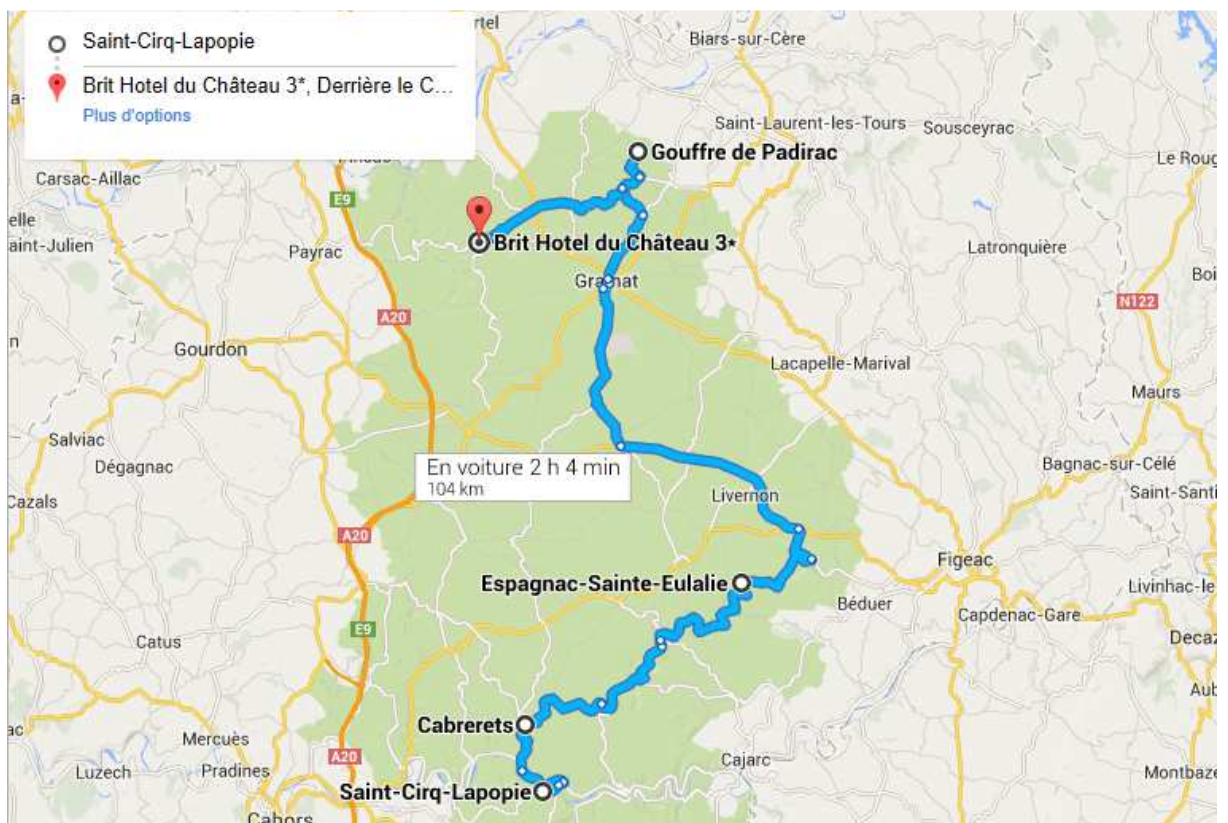 Saint-Cirq-Lapopie
Brit Hotel du Château 3*, Derrière le C...
Plus d'options
Biars-sur-Cère
Saint-Laurent-les-Tours
Sousceyrac
Gouffre de Padirac
Le Roug
Carsac-Aillac
E9
aint-Julien
Payrac
Brit Hotel du Château 3*
Latronquière
Gramat
N122
A20
Gourdon
Lacapelle-Marival
Maurs
Salviac
Dégagnac
En voiture 2 h 4 min
104 km
Bagnac-sur-Célé
Cazals
Livernon
Saint-Santi
A20
Figeac
Espagnac-Sainte-Eulalie
Livinhac-le
Béduer
Capdenac-Gare
E9
Catus
Decaz
Cabrerets
Mercuès
A20
Cajarc
Luzech
Pradines
Saint-Cirq-Lapopie
Montbaze
Cahors